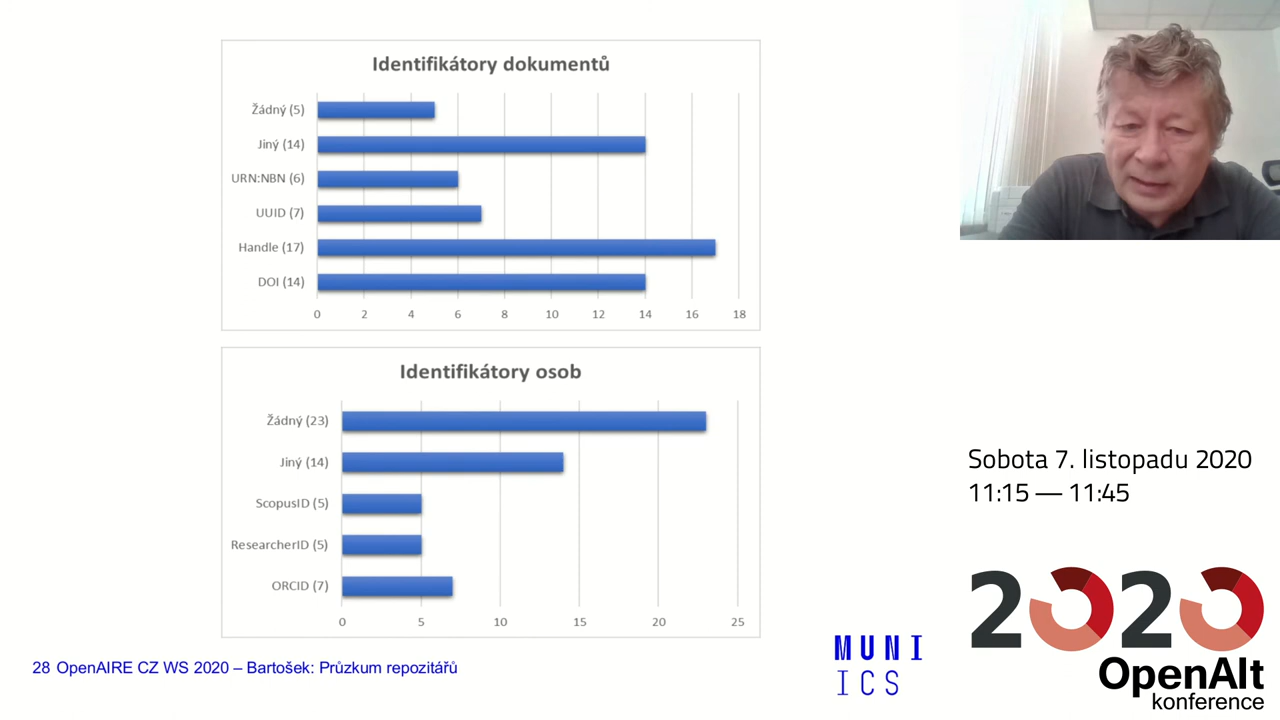 Identifikátory dokumentů
Žádný (5)
Jiný (14)
URN:NBN (6)
UUID (7)
Handle (17)
DOI (14)
0 2 4 6 8 10 12 14 16 18
Identifikátory osob
Žádný (23)
Jiný (14)
ScopusID (5)
ResearcherID (5)
ORCID (7)
0 5 10 15 20 25
28 OpenAIRE CZ WS 2020 – Bartošek: Průzkum repozitářů
MUNI
ICS
Sobota 7. listopadu 2020
11:15 — 11:45
2020
OpenAlt
konference